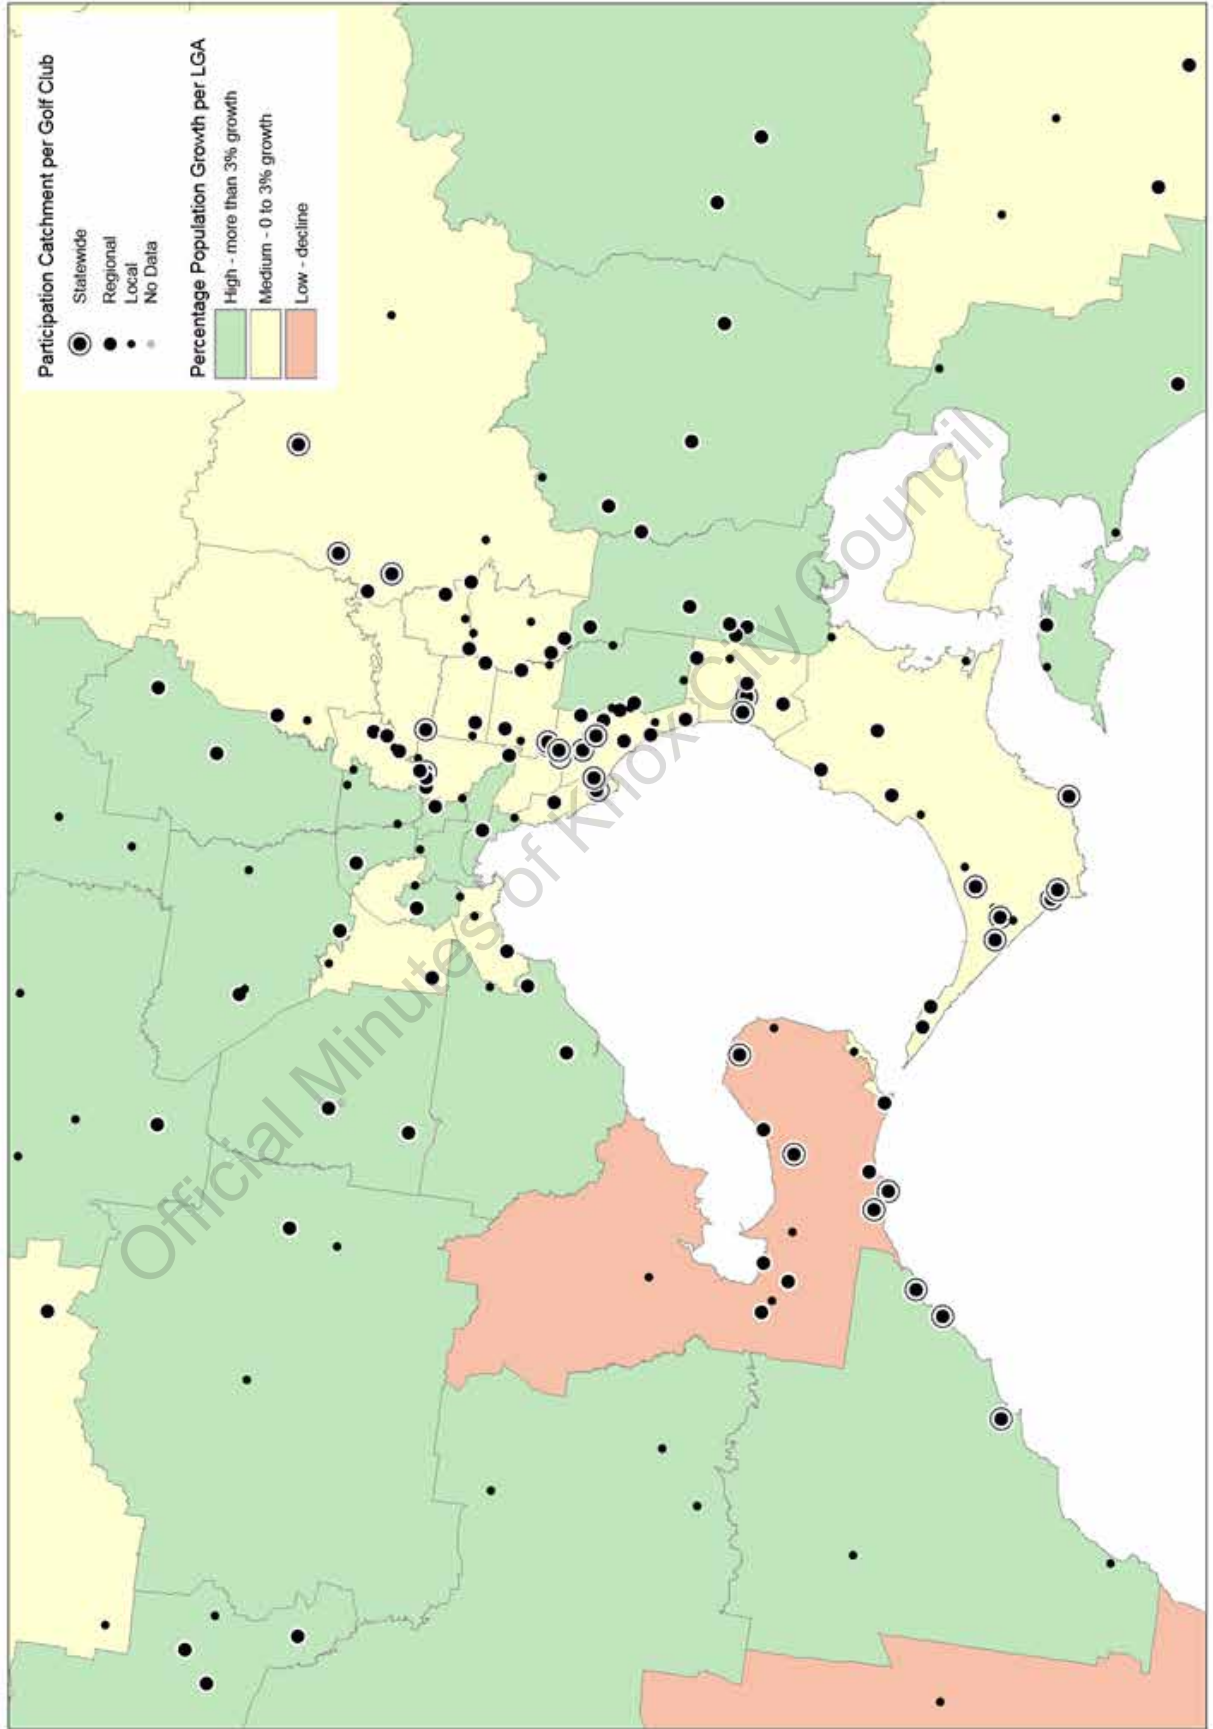 Participation Catchment per Golf Club
Statewide
Regional
Local
No Data
Percentage Population Growth per LGA
High - more than 3% growth
Medium - 0 to 3% growth
Low - decline
Official Minutes of Knox City Council